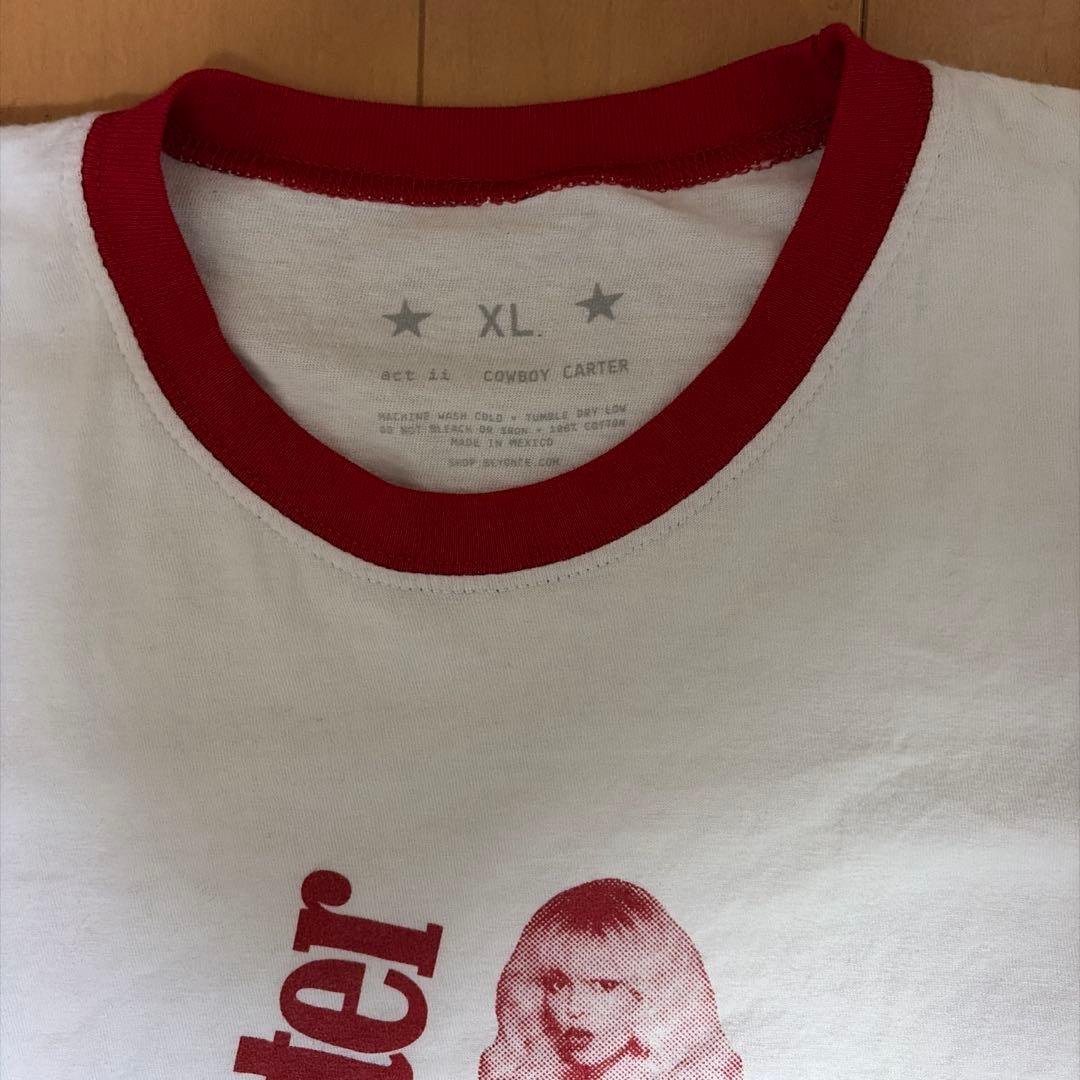 ★ XL. ★
act ii COWBOY CARTER
MACHINE WASH COLD • TUMBLE DRY LOW
DO NOT BLEACH OR IRON • 100% COTTON
MADE IN MEXICO
SHOP.BEYONCE.COM
ter